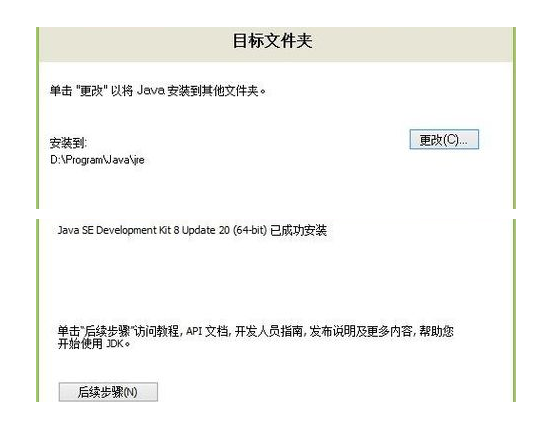 目标文件夹
单击 "更改" 以将 Java 安装到其他文件夹。
安装到:
更改(C)...
D:\Program\Java\jre
Java SE Development Kit 8 Update 20 (64-bit) 已成功安装
单击"后续步骤"访问教程, API 文档, 开发人员指南, 发布说明及更多内容, 帮助您
开始使用 JDK。
后续步骤(N)